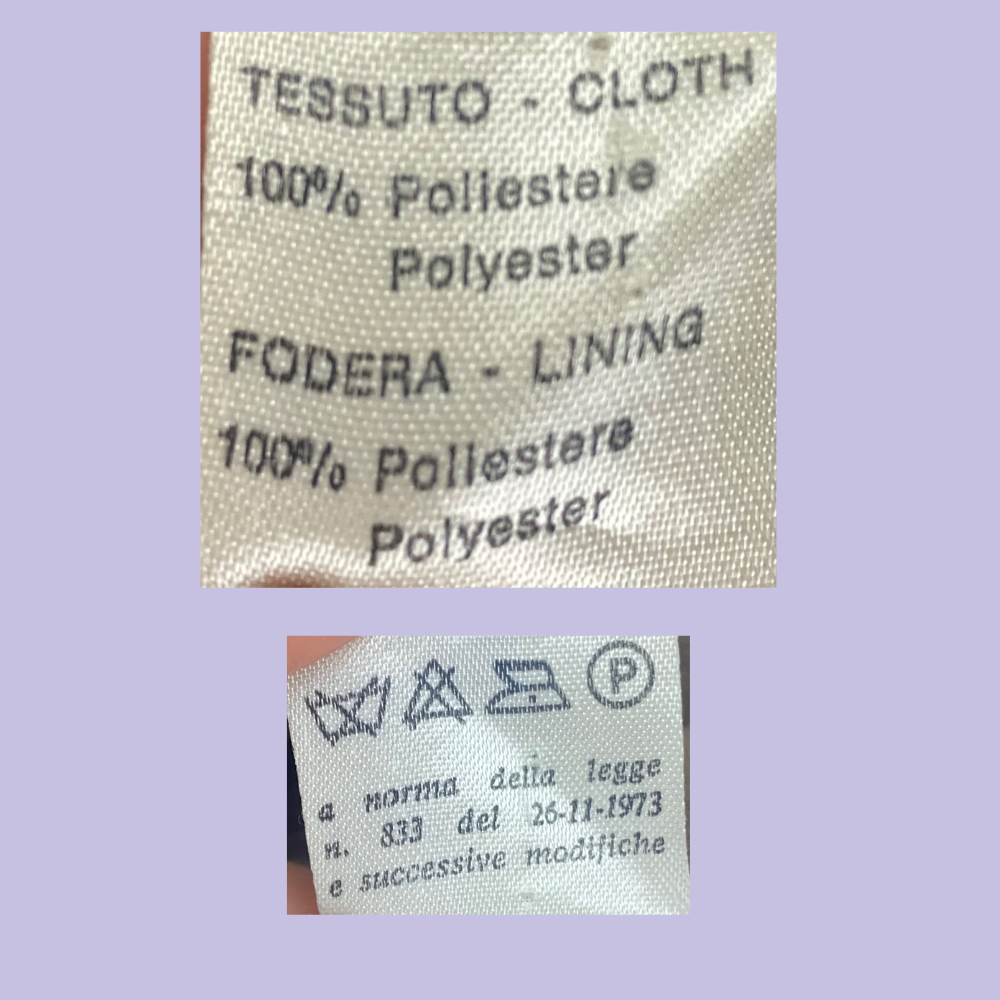 TESSUTO - CLOTH
100% Poliestere
Polyester
FODERA - LINING
100% Poliestere
Polyester
P
a norma della legge
n. 833 del 26-11-1973
e successive modifiche